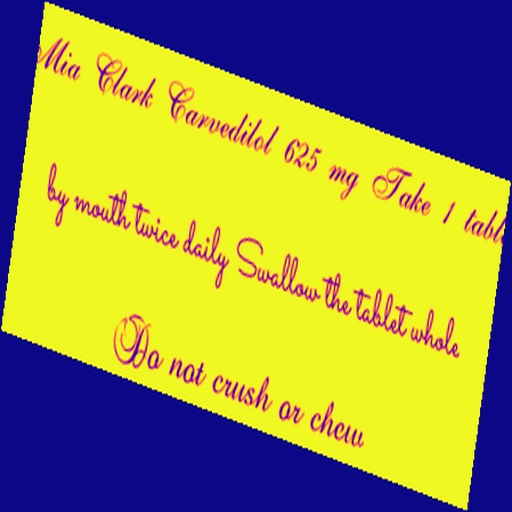 Mia Clark Carvedilol 625 mg Take 1 table
by mouth twice daily Swallow the tablet whole
Do not crush or chew